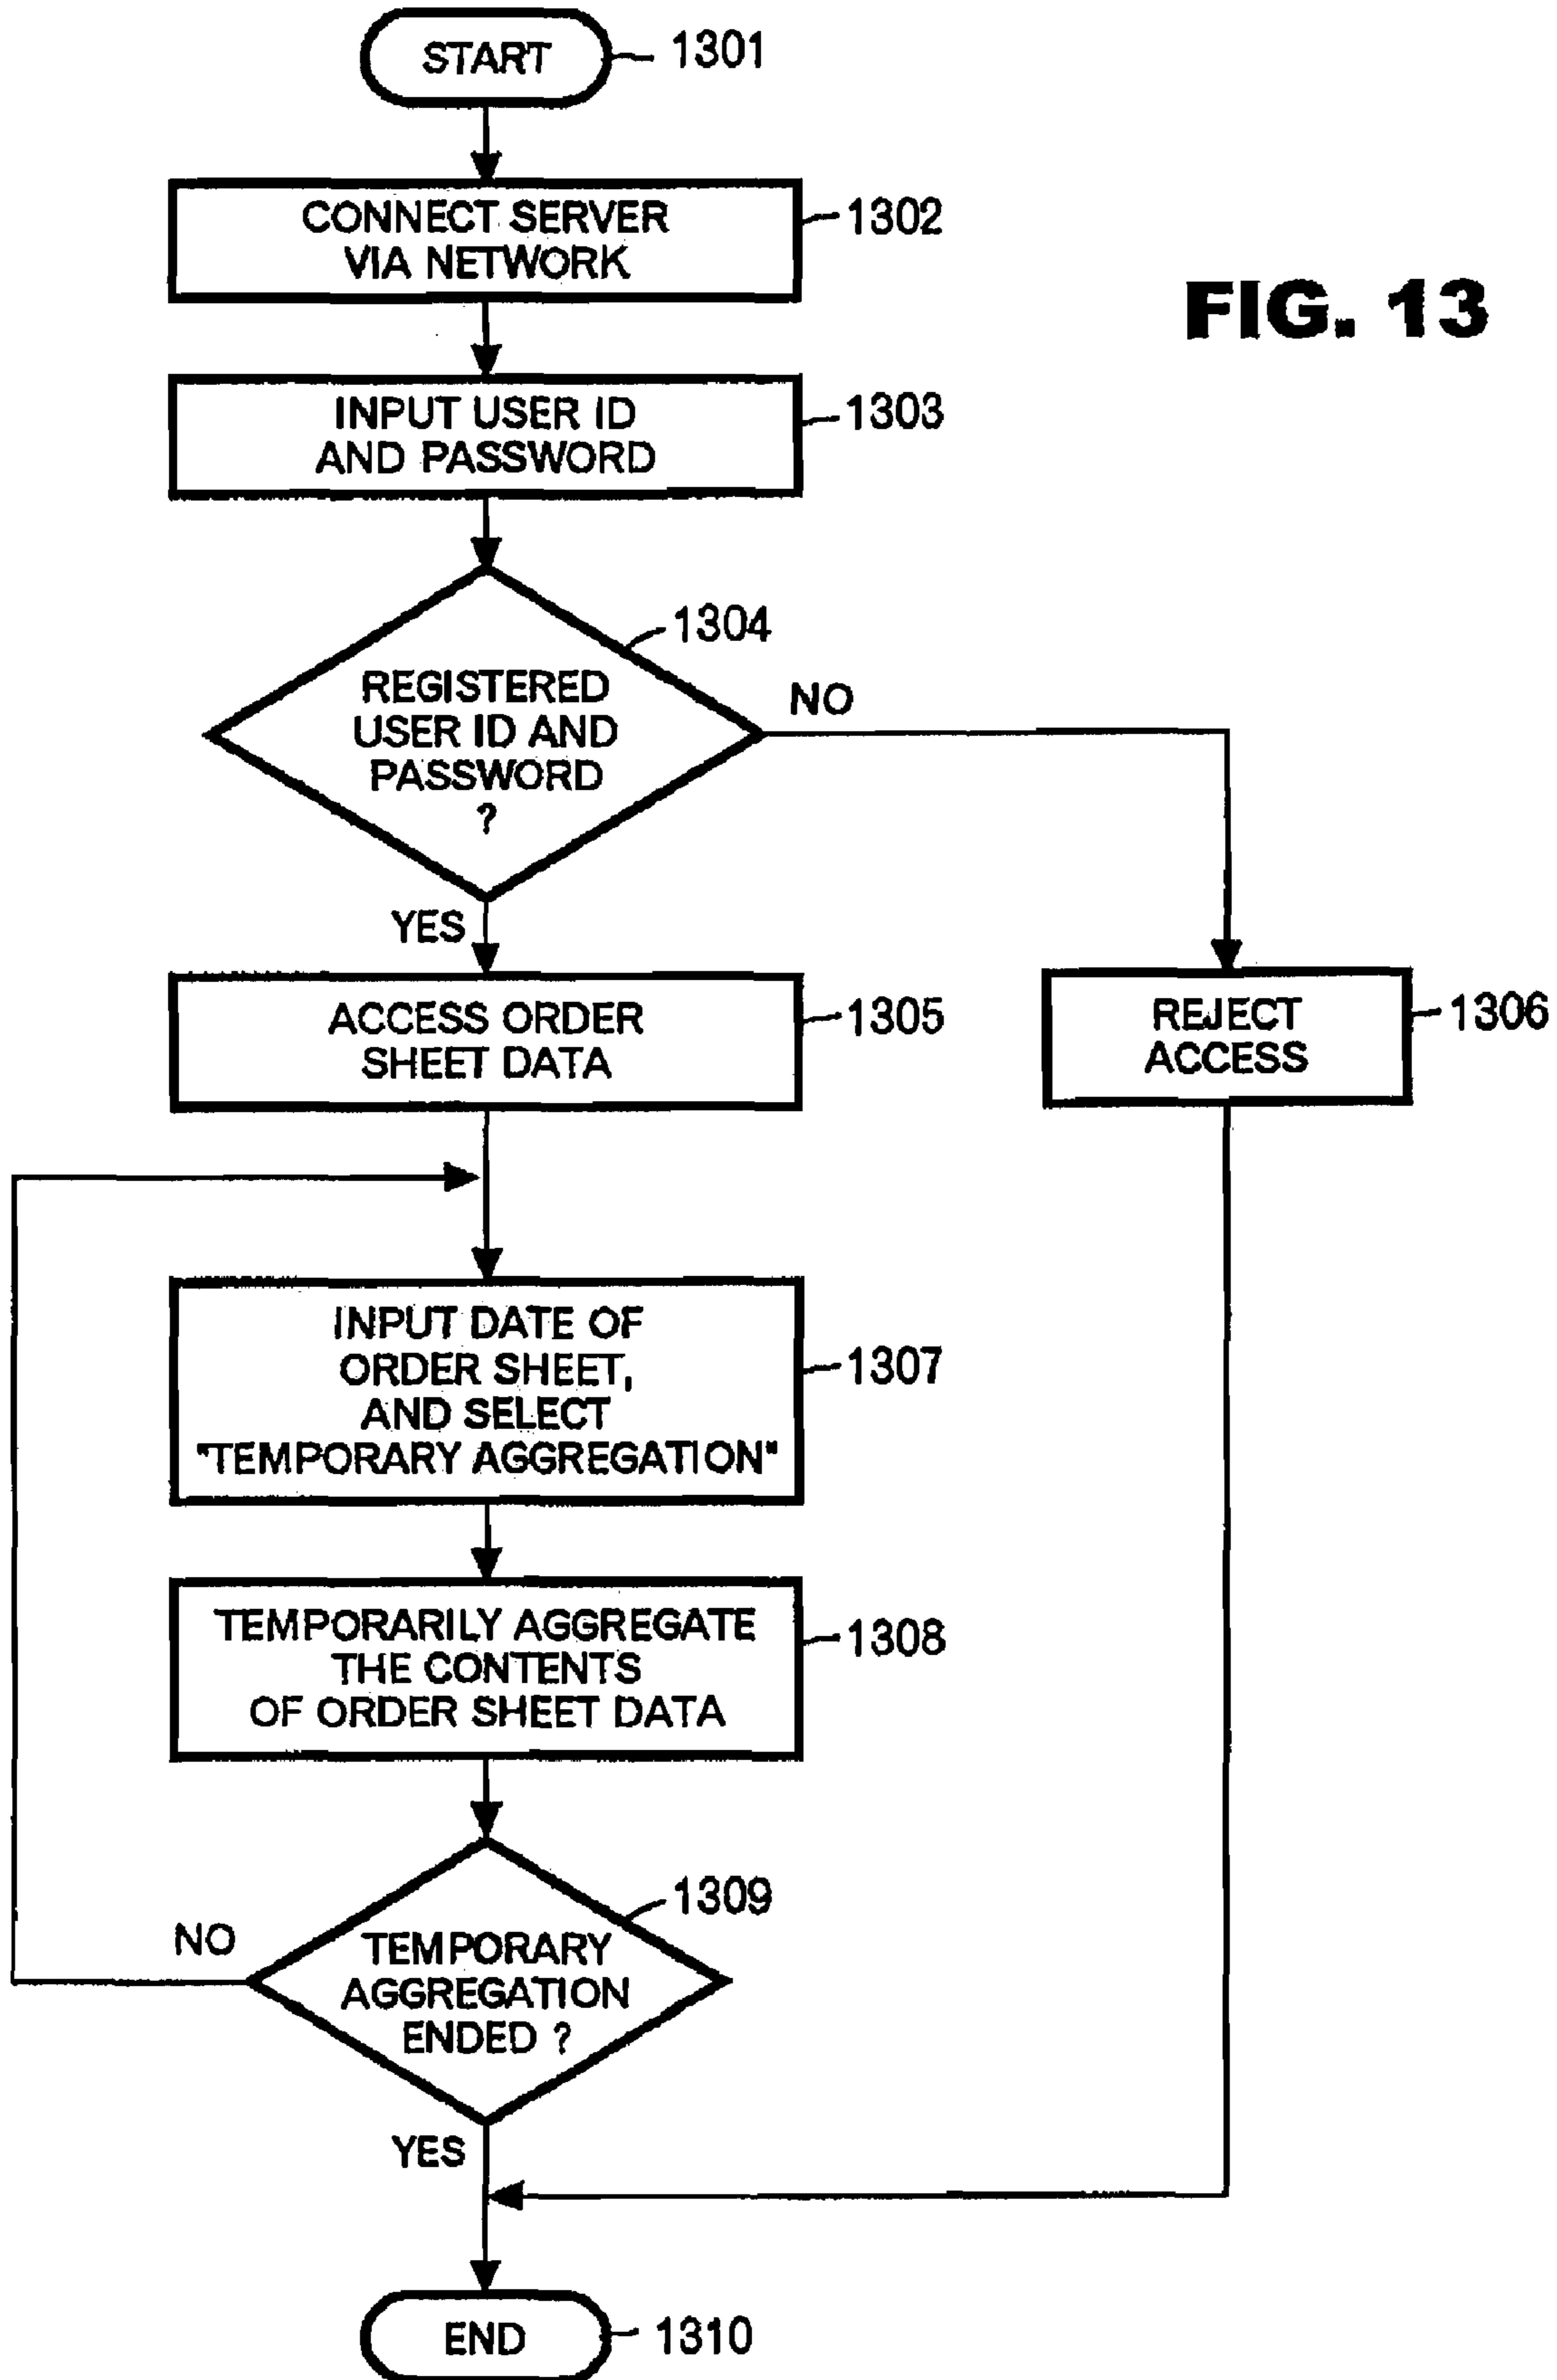 START
1301
CONNECT SERVER
VIA NETWORK
1302
FIG. 13
INPUT USER ID
AND PASSWORD
1303
1304
REGISTERED
USER ID AND
PASSWORD
?
NO
YES
ACCESS ORDER
SHEET DATA
1305
REJECT
ACCESS
1306
INPUT DATE OF
ORDER SHEET,
AND SELECT
"TEMPORARY AGGREGATION"
1307
TEMPORARILY AGGREGATE
THE CONTENTS
OF ORDER SHEET DATA
1308
1309
NO
TEMPORARY
AGGREGATION
ENDED ?
YES
END
1310